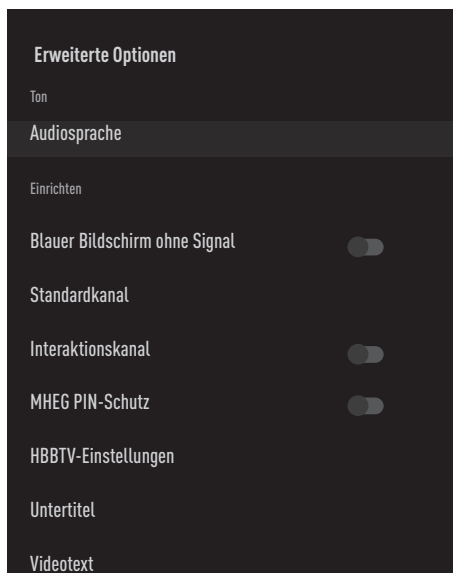 Erweiterte Optionen
Ton
Audiosprache
Einrichten
Blauer Bildschirm ohne Signal
Standardkanal
Interaktionskanal
MHEG PIN-Schutz
HBBTV-Einstellungen
Untertitel
Videotext